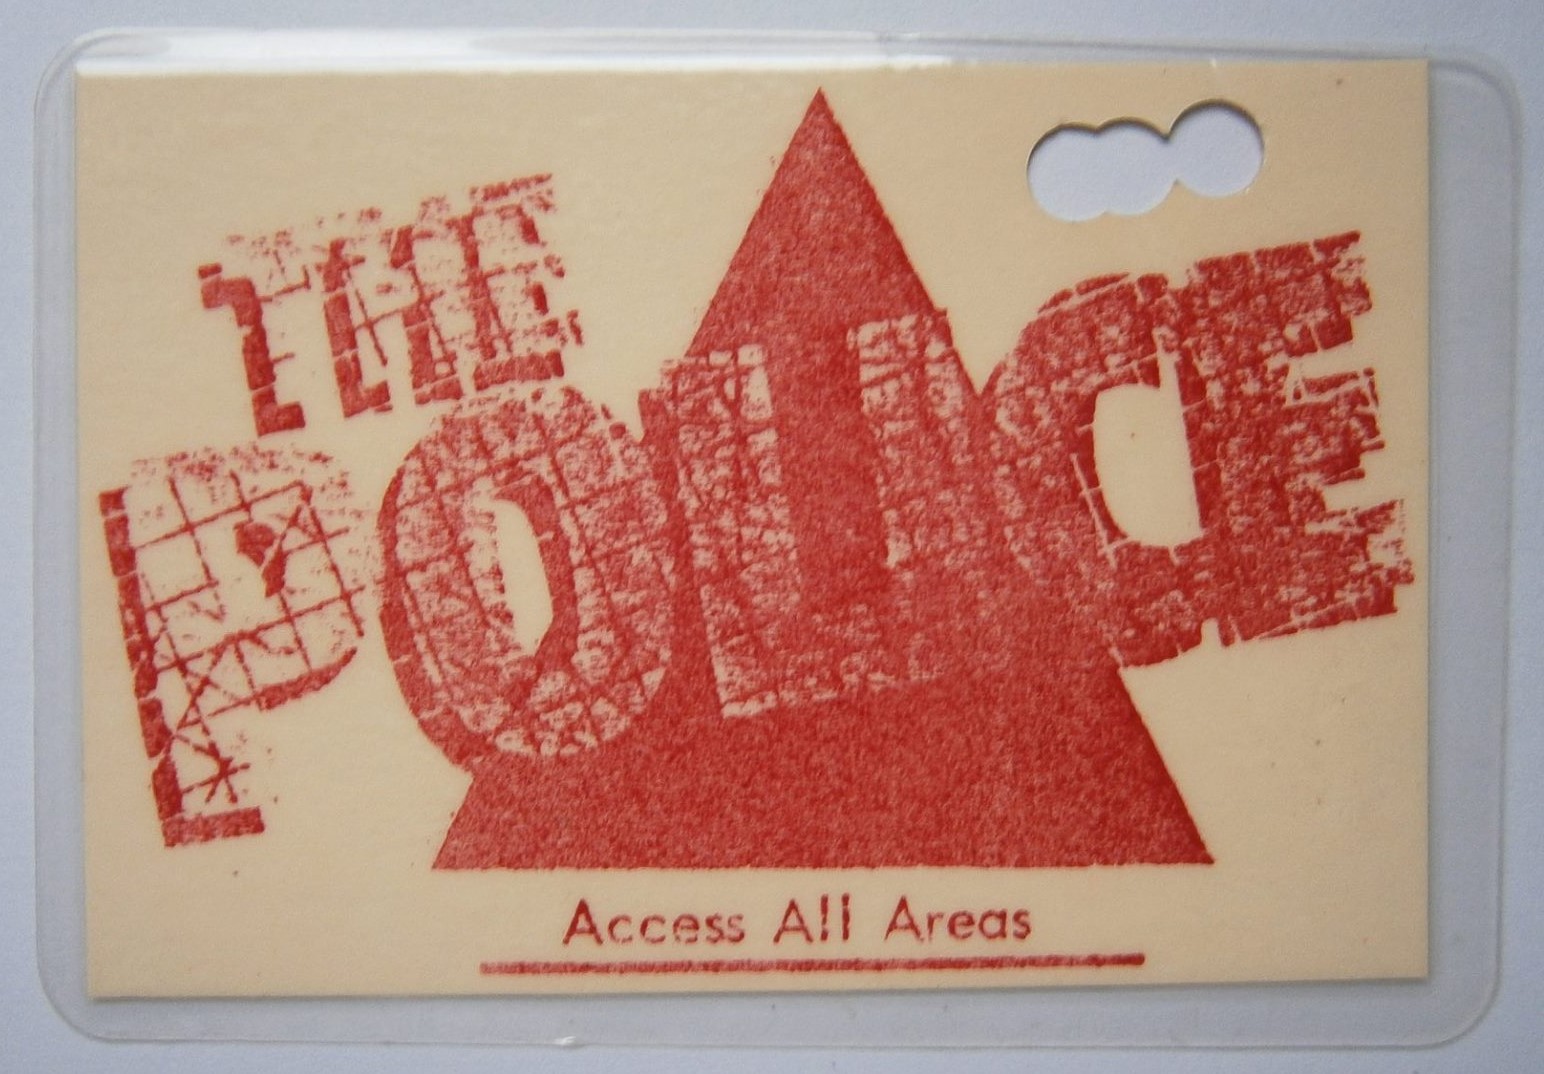 THE
POLICE
Access All Areas